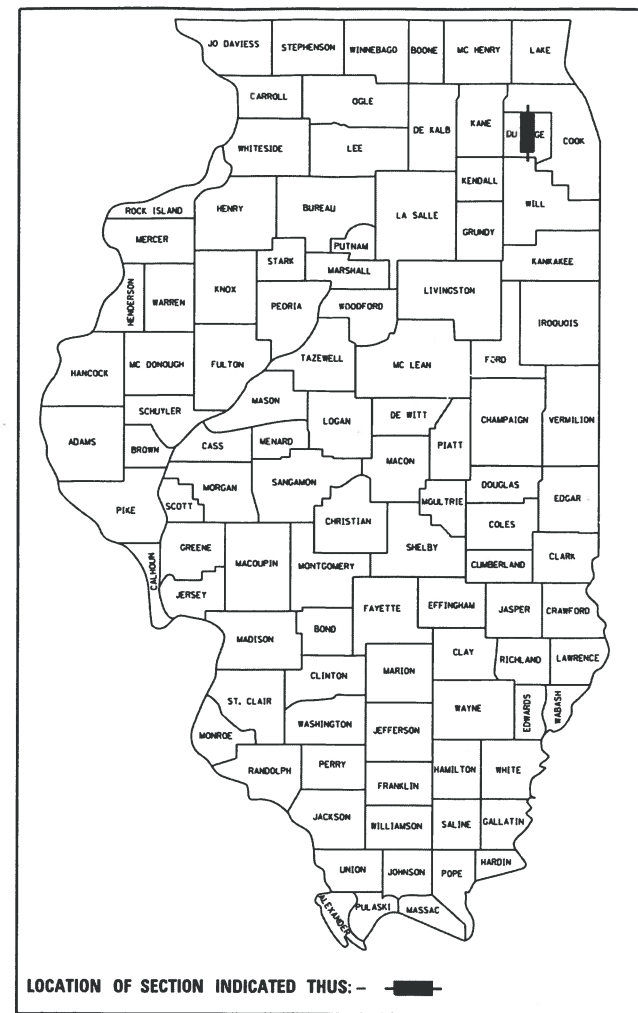 JO DAVIESS STEPHENSON WINNEBAGO BOONE MC HENRY LAKE
CARROLL OGLE DE KALB KANE DU GE COOK
WHITESIDE LEE
KENDALL
WILL
ROCK ISLAND HENRY BUREAU LA SALLE
MERCER PUTNAM GRUNDY
STARK MARSHALL KANKAKEE
HENDERSON WARREN KNOX PEORIA WOODFORD LIVINGSTON
IROQUOIS
HANCOCK MC DONOUGH FULTON TAZEWELL MC LEAN FORD
MASON
SCHUYLER LOGAN DE WITT CHAMPAIGN VERMILION
ADAMS BROWN CASS MENARD MACON PIATT
MORGAN SANGAMON DOUGLAS EDGAR
PIKE SCOTT CHRISTIAN MOULTRIE COLES
GREENE SHELBY
CALHOUN MACOUPIN MONTGOMERY CUMBERLAND CLARK
JERSEY FAYETTE EFFINGHAM JASPER CRAWFORD
MADISON BOND
CLAY RICHLAND LAWRENCE
CLINTON MARION
ST. CLAIR WAYNE EDWARDS WABASH
WASHINGTON JEFFERSON
MONROE
RANDOLPH PERRY HAMILTON WHITE
FRANKLIN
JACKSON WILLIAMSON SALINE GALLATIN
UNION JOHNSON POPE HARDIN
ALEXANDER PULASKI MASSAC
LOCATION OF SECTION INDICATED THUS: –